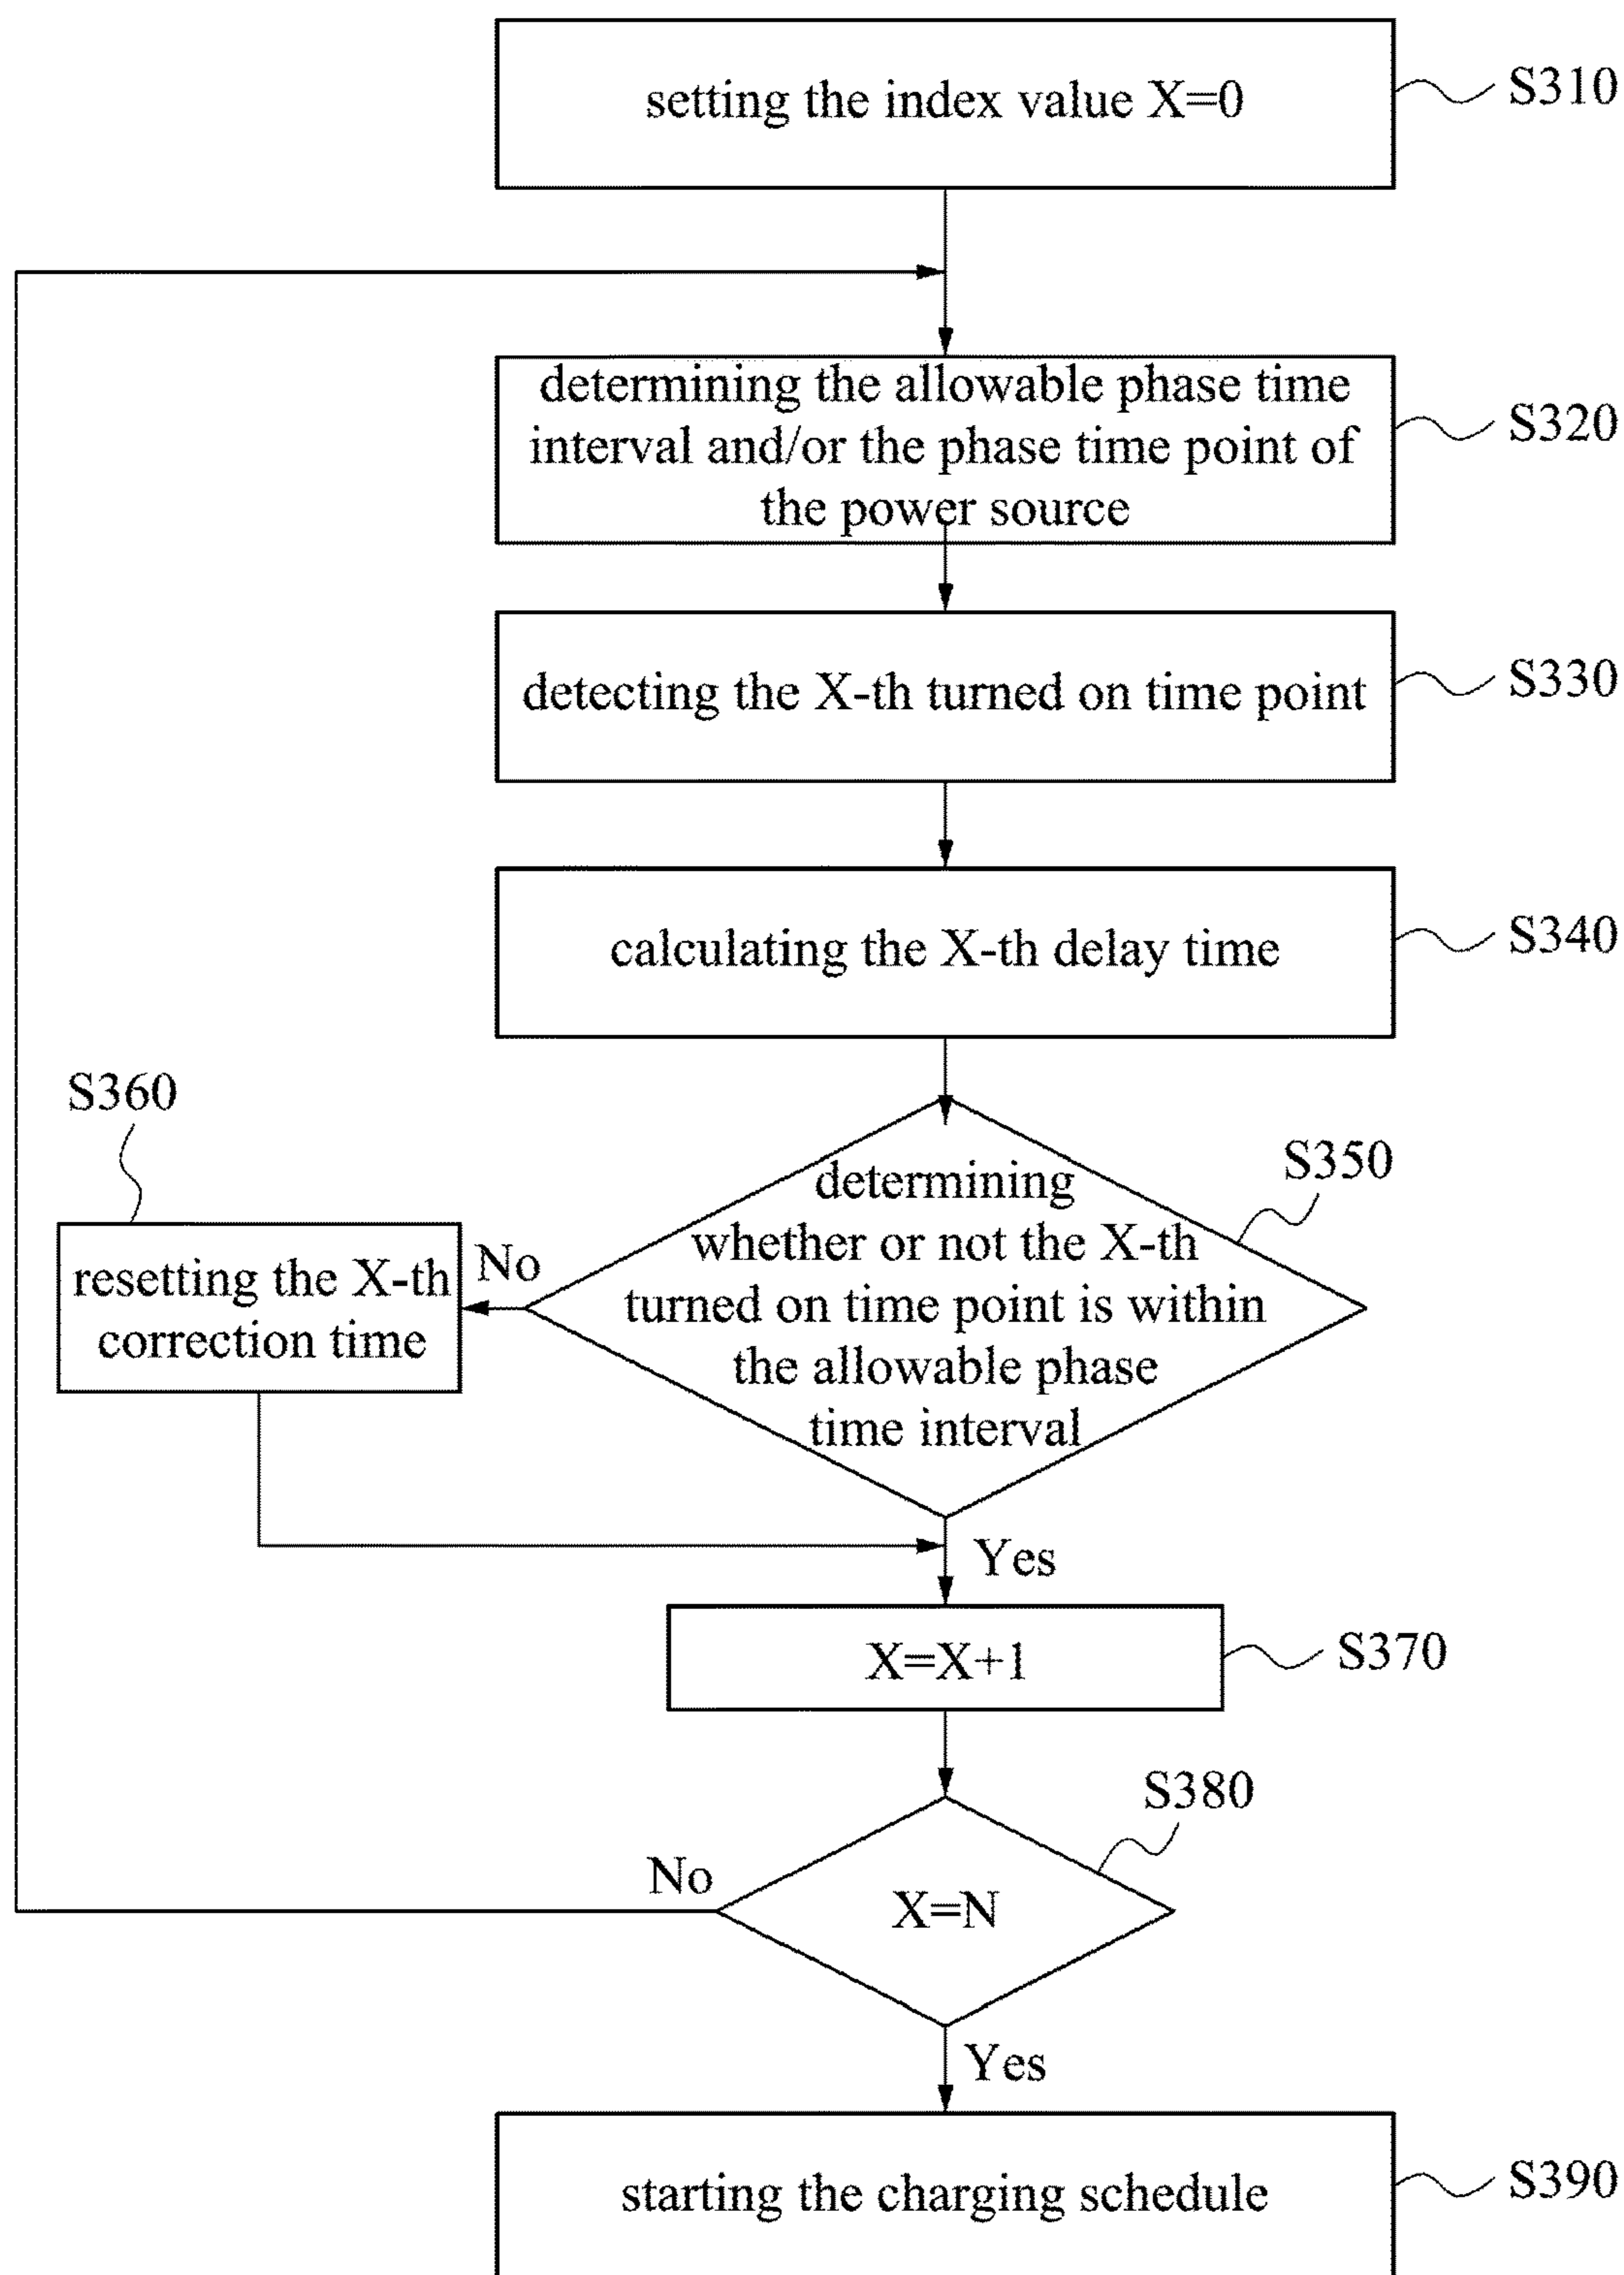 setting the index value X=0
S310
determining the allowable phase time
interval and/or the phase time point of
the power source
S320
detecting the X-th turned on time point
S330
calculating the X-th delay time
S340
S360
resetting the X-th
correction time
No
determining
whether or not the X-th
turned on time point is within
the allowable phase
time interval
S350
Yes
X=X+1
S370
S380
No
X=N
Yes
starting the charging schedule
S390